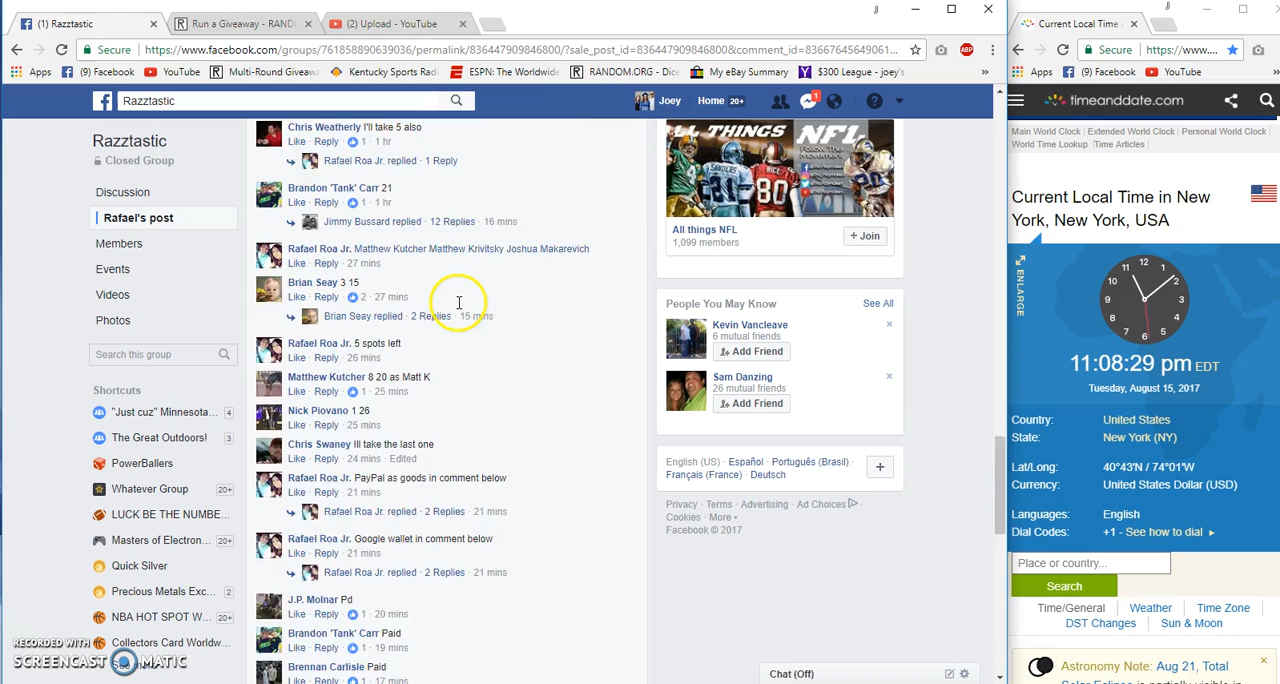 (1) Razztastic
Run a Giveaway - RAND
(2) Upload - YouTube
Current Local Time
Secure
https://www.facebook.com/groups/761858890639036/permalink/836447909846800/?sale_post_id=836447909846800&comment_id=83667645649061...
ABP
Secure https://www....
Apps
(9) Facebook
YouTube
Multi-Round Giveaw
Kentucky Sports Radi
ESPN: The Worldwide
RANDOM.ORG - Dice
My eBay Summary
$300 League - joey's
»
Apps
(9) Facebook
YouTube
Razztastic
Joey
Home 20+
1
timeanddate.com
Razztastic
Closed Group
Discussion
Rafael's post
Members
Events
Videos
Photos
Search this group
Shortcuts
"Just cuz" Minnesota... 4
The Great Outdoors! 3
PowerBallers
Whatever Group 20+
LUCK BE THE NUMBE...
Masters of Electron... 20+
Quick Silver
Precious Metals Exc... 2
NBA HOT SPOT W... 20+
Collectors Card Worldw...
RECORDED WITH
SCREENCAST MATIC
Chris Weatherly I'll take 5 also
Like · Reply · 1 · 1 hr
Rafael Roa Jr. replied · 1 Reply
Brandon 'Tank' Carr 21
Like · Reply · 1 · 1 hr
Jimmy Bussard replied · 12 Replies · 16 mins
Rafael Roa Jr. Matthew Kutcher Matthew Krivitsky Joshua Makarevich
Like · Reply · 27 mins
Brian Seay 3 15
Like · Reply · 2 · 27 mins
Brian Seay replied · 2 Replies · 15 mins
Rafael Roa Jr. 5 spots left
Like · Reply · 26 mins
Matthew Kutcher 8 20 as Matt K
Like · Reply · 1 · 25 mins
Nick Piovano 1 26
Like · Reply · 25 mins
Chris Swaney Ill take the last one
Like · Reply · 24 mins · Edited
Rafael Roa Jr. PayPal as goods in comment below
Like · Reply · 21 mins
Rafael Roa Jr. replied · 2 Replies · 21 mins
Rafael Roa Jr. Google wallet in comment below
Like · Reply · 21 mins
Rafael Roa Jr. replied · 2 Replies · 21 mins
J.P. Molnar Pd
Like · Reply · 1 · 20 mins
Brandon 'Tank' Carr Paid
Like · Reply · 1 · 19 mins
Brennan Carlisle Paid
Like · Reply · 1 · 17 mins
ALL THINGS NFL
All things NFL
1,099 members
+ Join
People You May Know
See All
Kevin Vancleave
6 mutual friends
Add Friend
Sam Danzing
26 mutual friends
Add Friend
English (US) · Español · Português (Brasil) ·
Français (France) · Deutsch
Privacy · Terms · Advertising · Ad Choices ·
Cookies · More
Facebook © 2017
Chat (Off)
Main World Clock | Extended World Clock | Personal World Clock |
World Time Lookup | Time Articles |
Current Local Time in New
York, New York, USA
ENLARGE
12 1 2 3 4 5 6 7 8 9 10 11
11:08:29 pm EDT
Tuesday, August 15, 2017
Country: United States
State: New York (NY)
Lat/Long: 40°43'N / 74°01'W
Currency: United States Dollar (USD)
Languages: English
Dial Codes: +1 - See how to dial
Place or country...
Search
Time/General | Weather | Time Zone |
DST Changes | Sun & Moon
Astronomy Note: Aug 21, Total